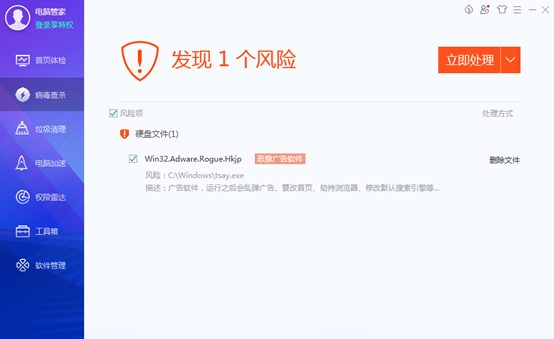 电脑管家
登录享特权
首页体检
病毒查杀
垃圾清理
电脑加速
权限雷达
工具箱
软件管理
发现 1 个风险
立即处理
风险项
处理方式
硬盘文件(1)
Win32.Adware.Rogue.Hkjp
恶意广告软件
删除文件
风险：C:\Windows\tsay.exe
描述：广告软件，运行之后会乱弹广告、篡改首页、劫持浏览器、修改默认搜索引擎等...